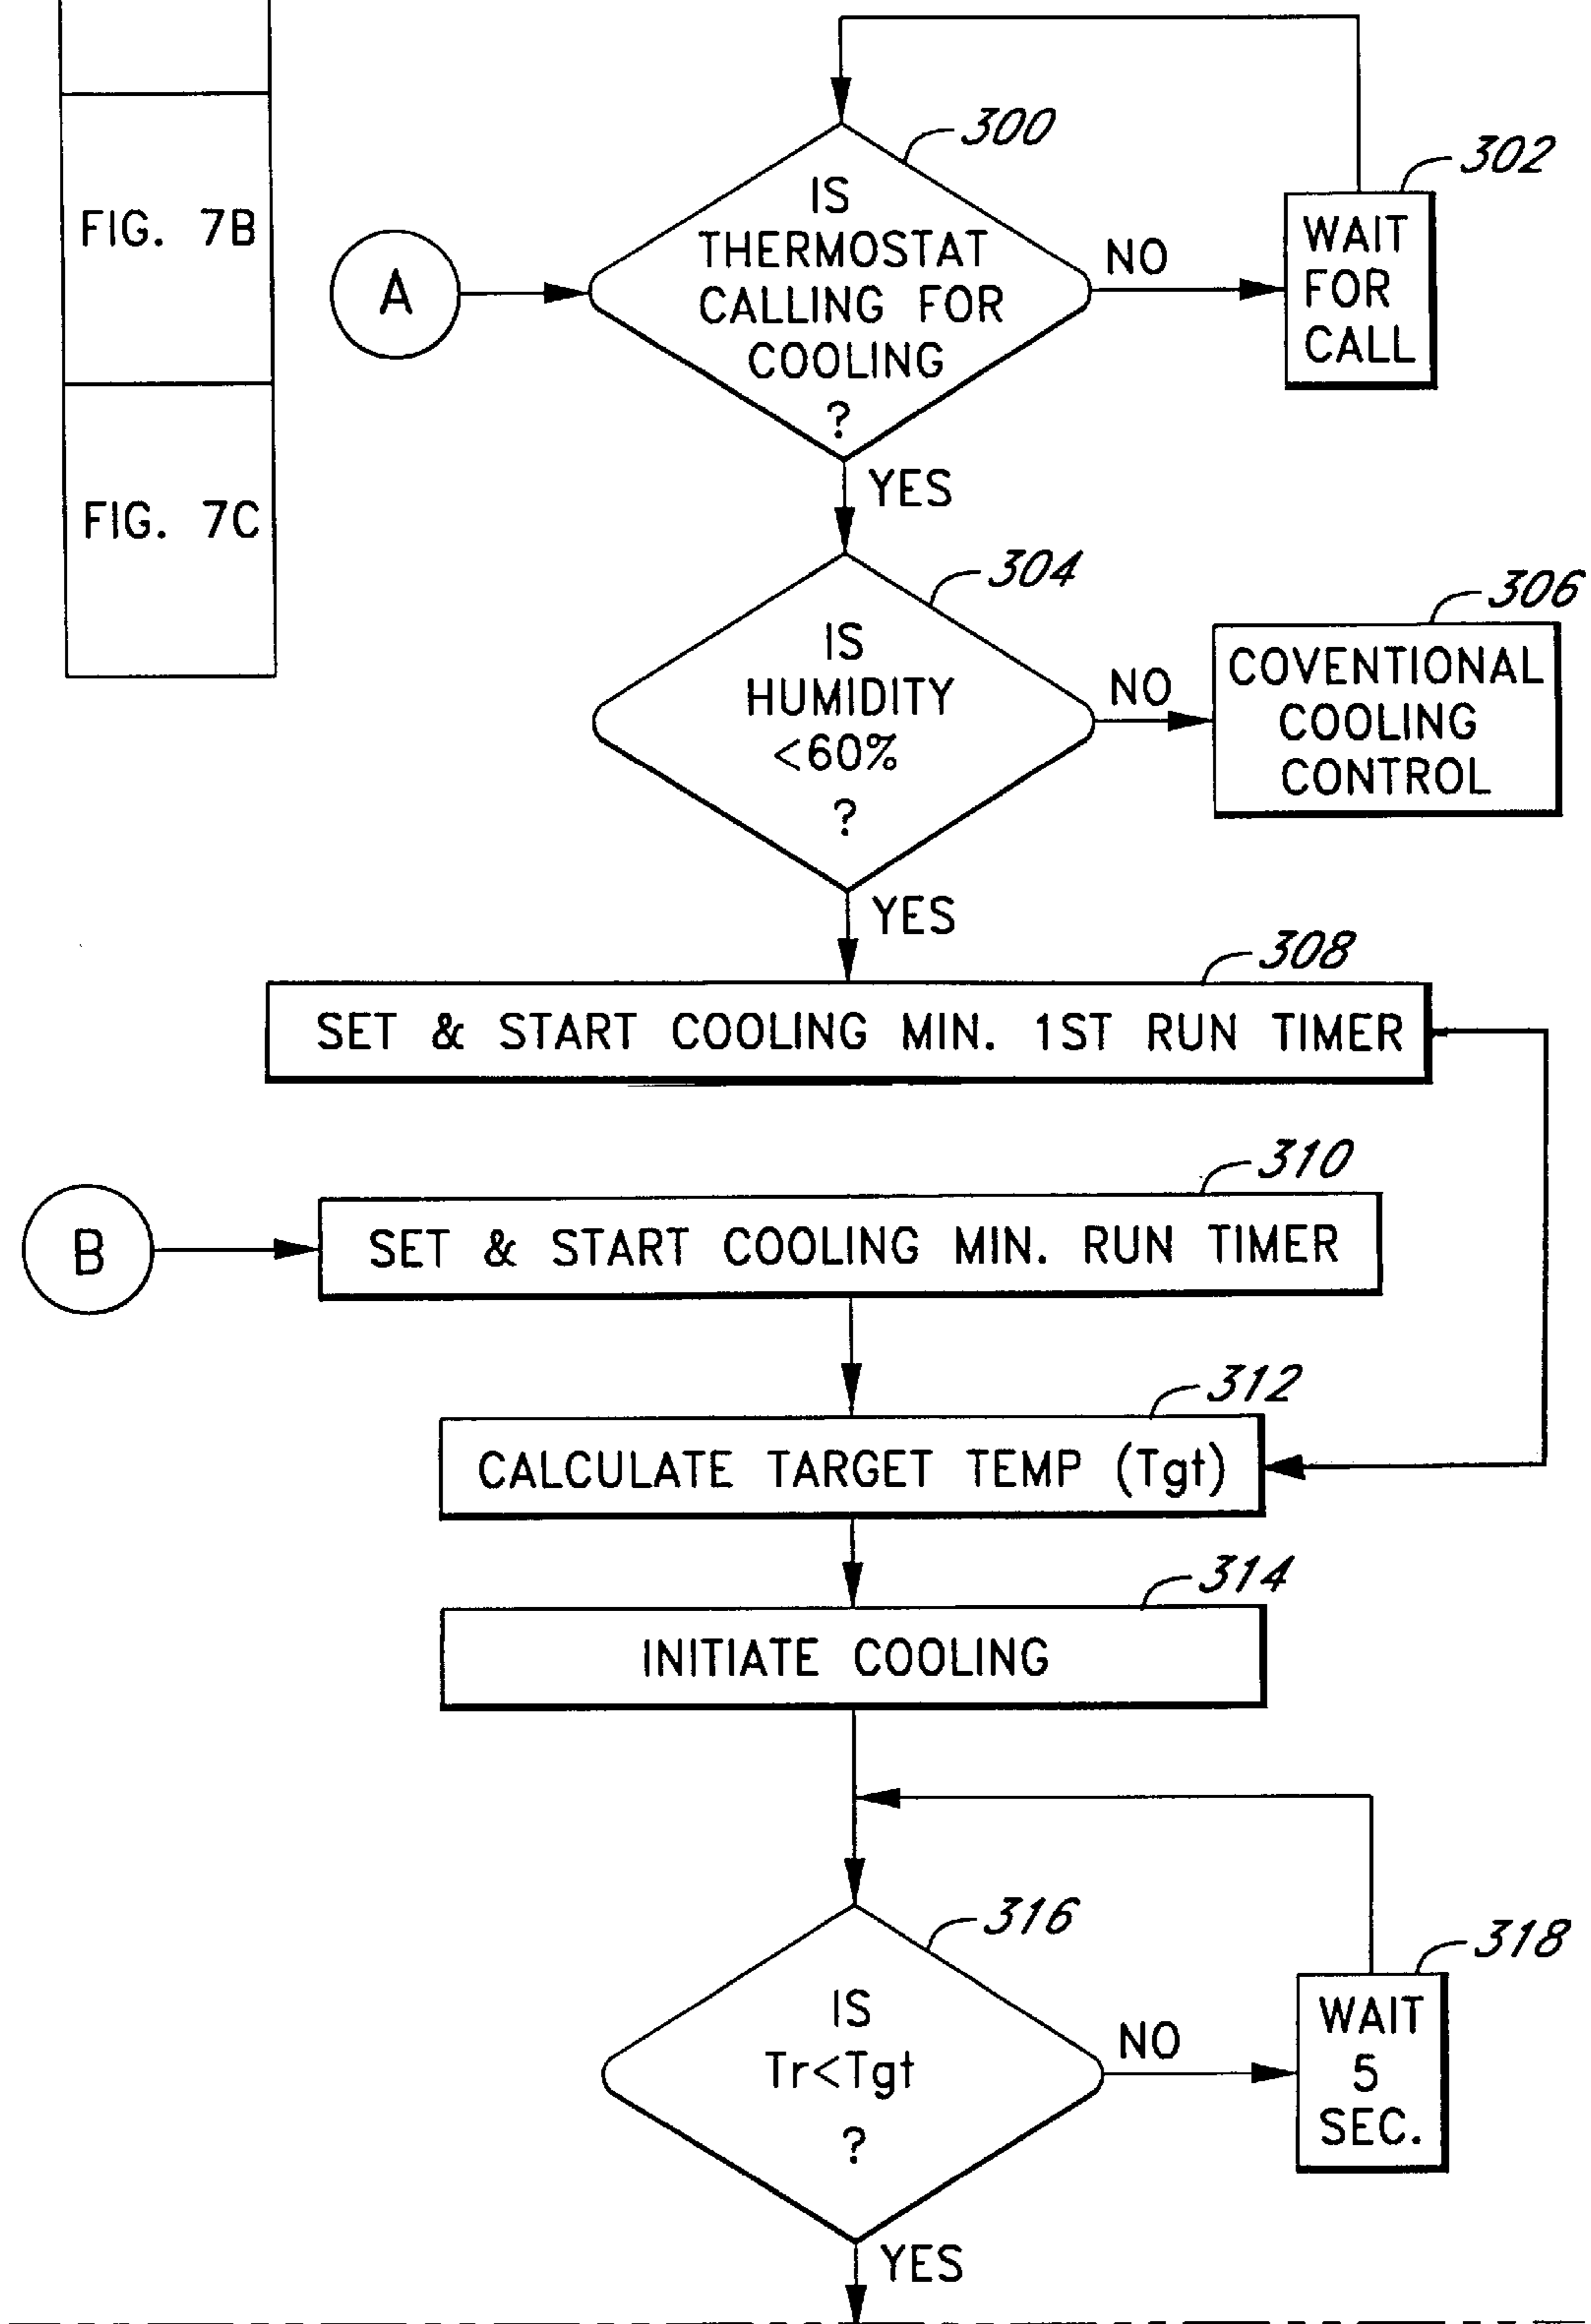 FIG. 7B
FIG. 7C
A
300
IS
THERMOSTAT
CALLING FOR
COOLING
?
NO
302
WAIT
FOR
CALL
YES
304
IS
HUMIDITY
<60%
?
NO
306
COVENTIONAL
COOLING
CONTROL
YES
308
SET & START COOLING MIN. 1ST RUN TIMER
310
B
SET & START COOLING MIN. RUN TIMER
312
CALCULATE TARGET TEMP (Tgt)
314
INITIATE COOLING
316
IS
Tr<Tgt
?
NO
318
WAIT
5
SEC.
YES